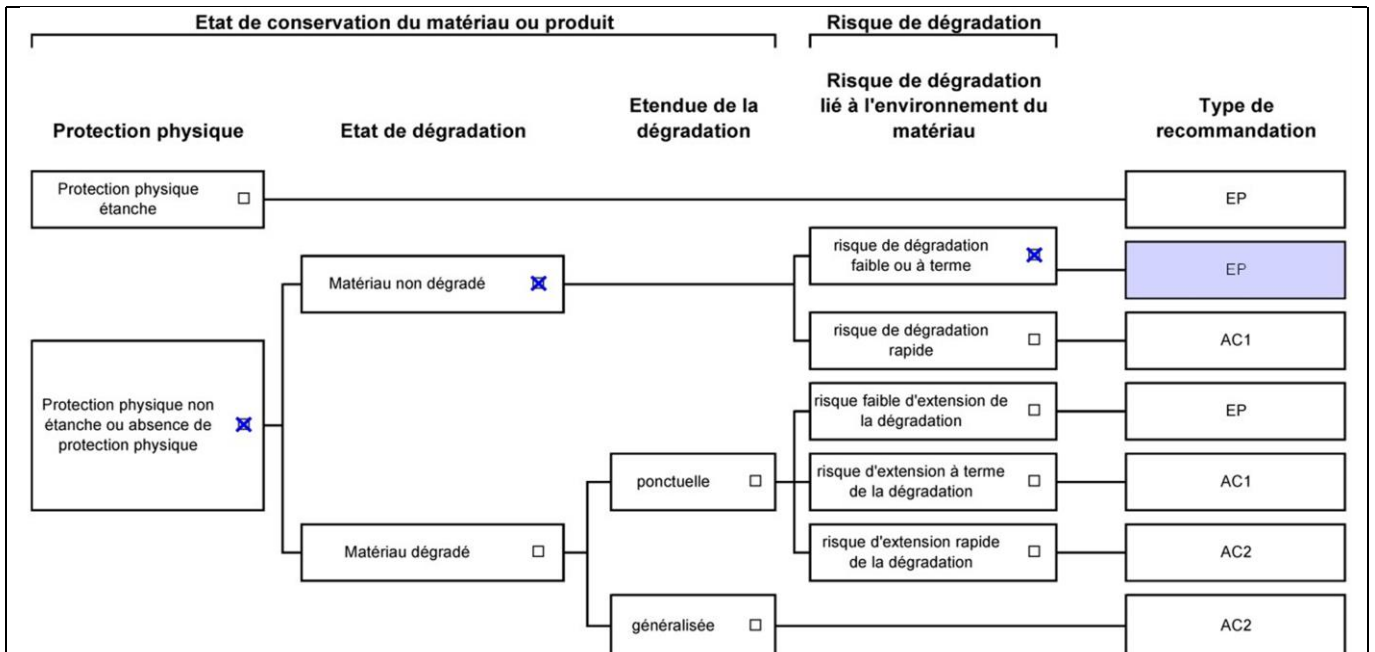 Etat de conservation du matériau ou produit
Risque de dégradation
Protection physique
Etat de dégradation
Etendue de la
dégradation
Risque de dégradation
lié à l'environnement du
matériau
Type de
recommandation
Protection physique
étanche
EP
risque de dégradation
faible ou à terme
EP
Matériau non dégradé
risque de dégradation
rapide
AC1
Protection physique non
étanche ou absence de
protection physique
risque faible d'extension de
la dégradation
EP
ponctuelle
risque d'extension à terme
de la dégradation
AC1
Matériau dégradé
risque d'extension rapide
de la dégradation
AC2
généralisée
AC2